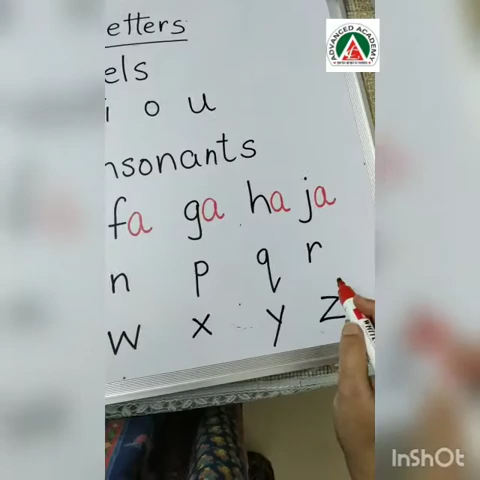 etters
els
i o u
nsonants
fa ga ha ja
n p q r
w x y z
ADVANCED ACADEMY
InShOt